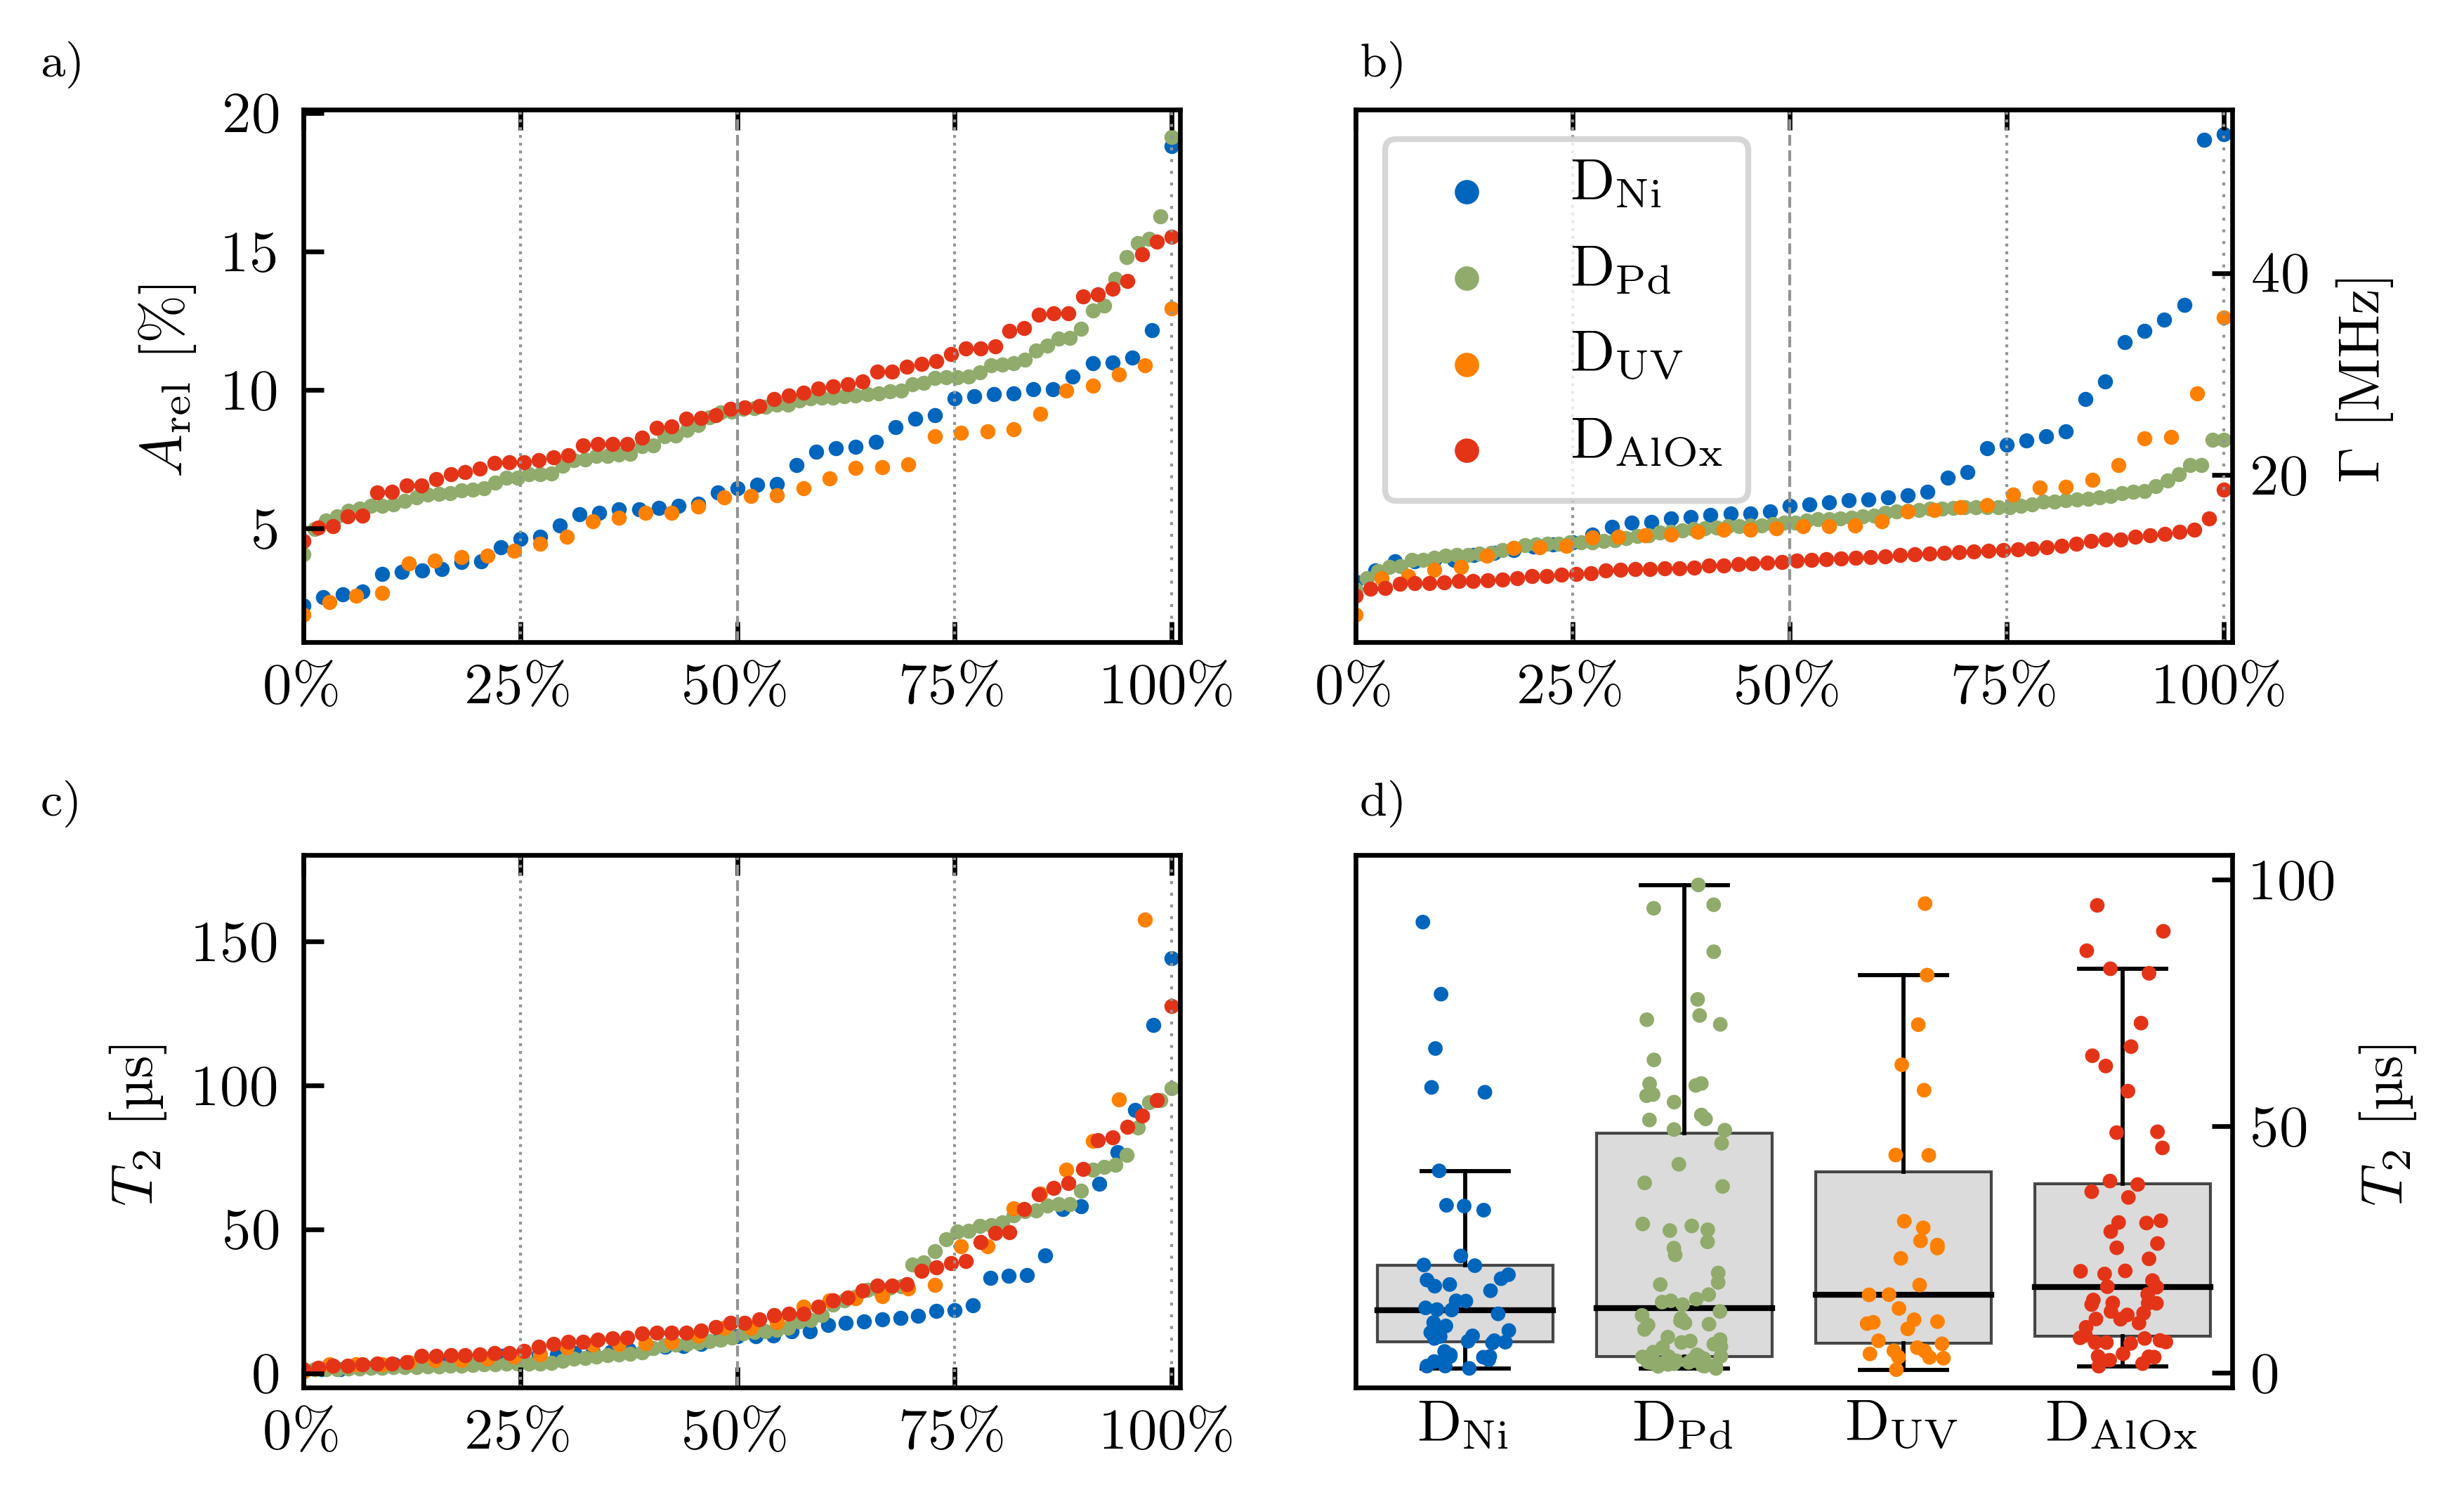 a)
20
15
10
5
A_rel [%]
0% 25% 50% 75% 100%
b)
D_Ni
D_Pd
D_UV
D_AlOx
40
20
Γ [MHz]
0% 25% 50% 75% 100%
c)
150
100
50
0
T_2 [µs]
0% 25% 50% 75% 100%
d)
100
50
0
T_2 [µs]
D_Ni D_Pd D_UV D_AlOx